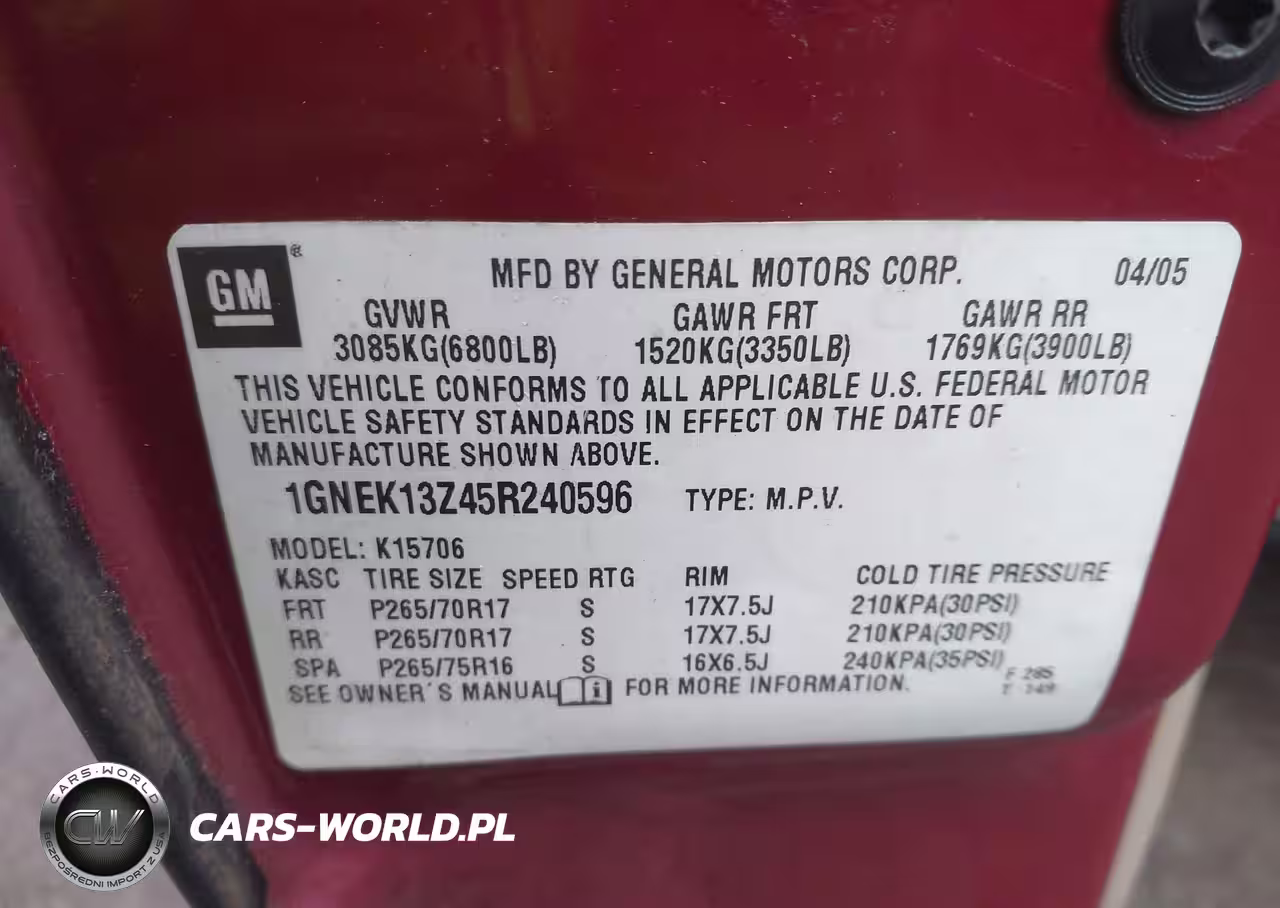 GM®
MFD BY GENERAL MOTORS CORP. 04/05
GVWR GAWR FRT GAWR RR
3085KG(6800LB) 1520KG(3350LB) 1769KG(3900LB)
THIS VEHICLE CONFORMS TO ALL APPLICABLE U.S. FEDERAL MOTOR
VEHICLE SAFETY STANDARDS IN EFFECT ON THE DATE OF
MANUFACTURE SHOWN ABOVE.
1GNEK13Z45R240596 TYPE: M.P.V.
MODEL: K15706
KASC TIRE SIZE SPEED RTG RIM COLD TIRE PRESSURE
FRT P265/70R17 S 17X7.5J 210KPA(30PSI)
RR P265/70R17 S 17X7.5J 210KPA(30PSI)
SPA P265/75R16 S 16X6.5J 240KPA(35PSI)
SEE OWNER'S MANUAL i FOR MORE INFORMATION.
CARS-WORLD
CW
BEZPOŚREDNI IMPORT Z USA
CARS-WORLD.PL